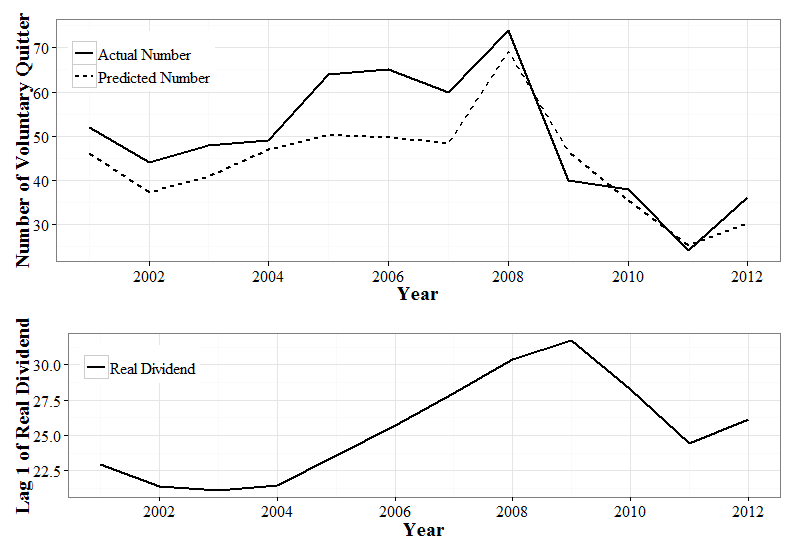 Number of Voluntary Quitter
70
60
50
40
30
Actual Number
Predicted Number
2002 2004 2006 2008 2010 2012
Year
Lag 1 of Real Dividend
30.0
27.5
25.0
22.5
Real Dividend
2002 2004 2006 2008 2010 2012
Year